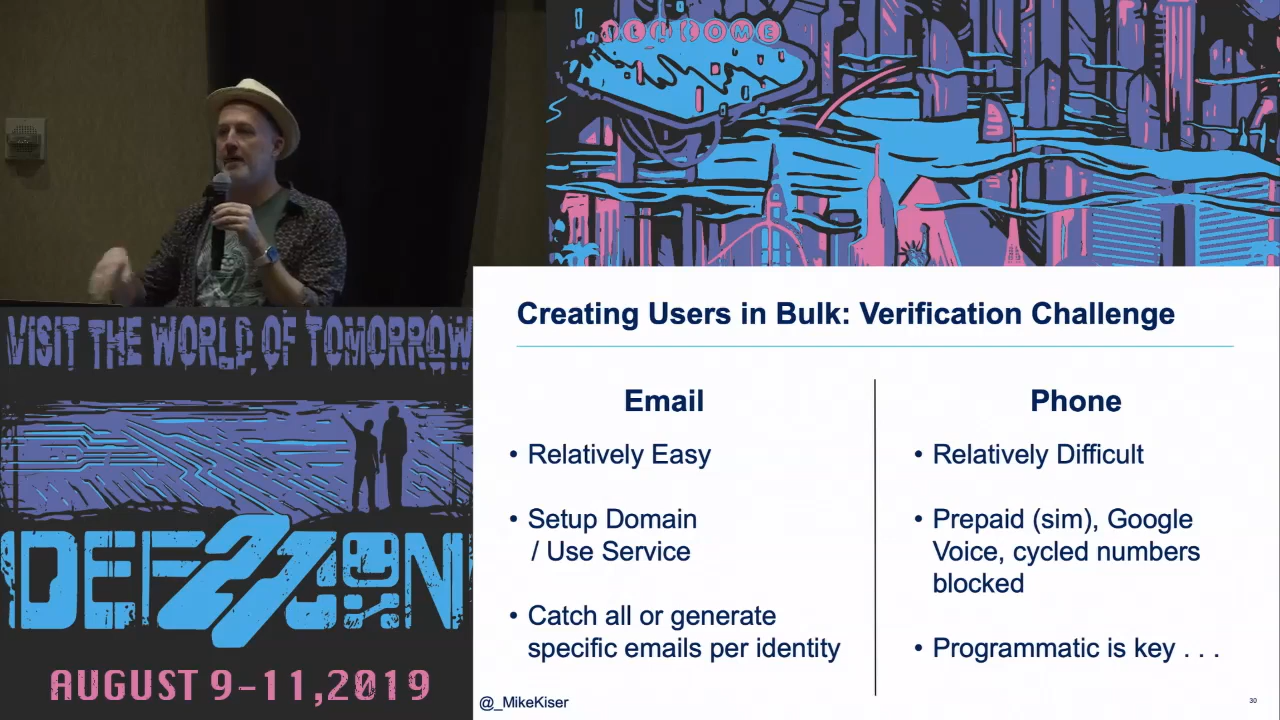 WELCOME
VISIT THE WORLD OF TOMORROW
DEF 27 CON
AUGUST 9-11,2019
Creating Users in Bulk: Verification Challenge
Email
• Relatively Easy
• Setup Domain
/ Use Service
• Catch all or generate
specific emails per identity
Phone
• Relatively Difficult
• Prepaid (sim), Google
Voice, cycled numbers
blocked
• Programmatic is key . . .
@_MikeKiser
30